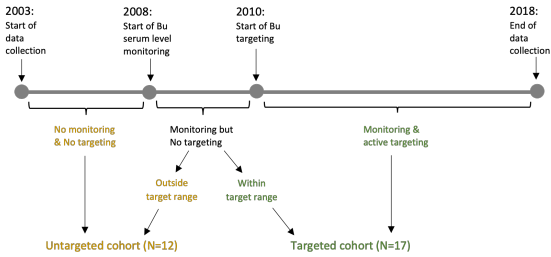 2003:
Start of
data
collection
2008:
Start of Bu
serum level
monitoring
2010:
Start of Bu
targeting
2018:
End of
data
collection
No monitoring
& No targeting
Monitoring but
No targeting
Monitoring &
active targeting
Outside
target range
Within
target range
Untargeted cohort (N=12)
Targeted cohort (N=17)